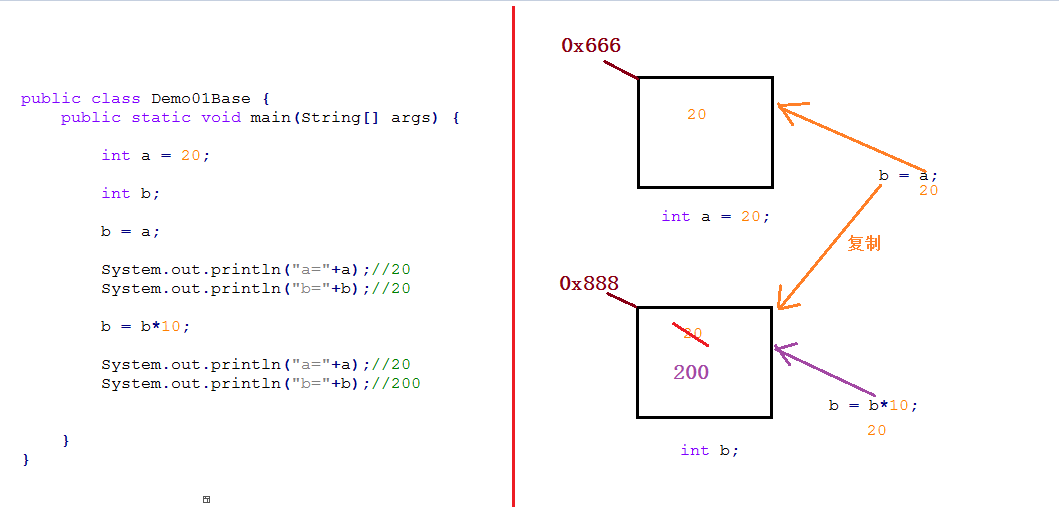 public class Demo01Base {
public static void main(String[] args) {
int a = 20;
int b;
b = a;
System.out.println("a="+a);//20
System.out.println("b="+b);//20
b = b*10;
System.out.println("a="+a);//20
System.out.println("b="+b);//200
}
}
0x666
20
int a = 20;
b = a;
20
复制
0x888
20
200
int b;
b = b*10;
20